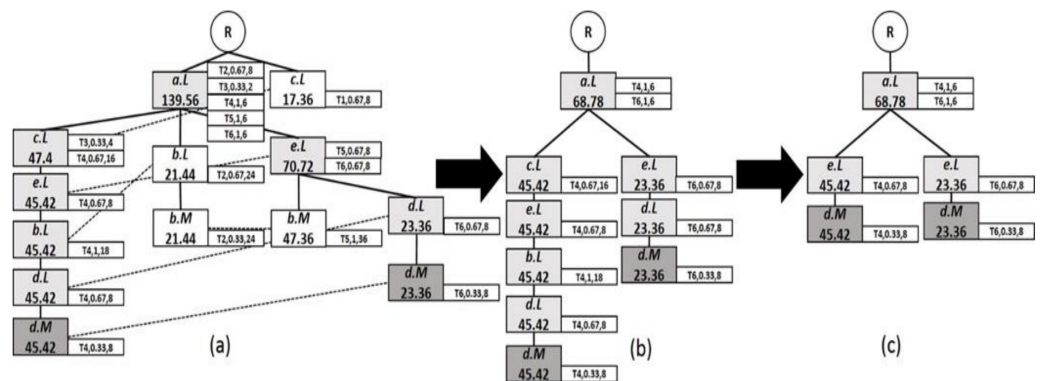 R
a.L
139.56
T2,0.67,8
T3,0.33,2
T4,1,6
T5,1,6
T6,1,6
c.L
17.36
T1,0.67,8
c.L
47.4
T3,0.33,4
T4,0.67,16
e.L
45.42
T4,0.67,8
b.L
45.42
T4,1,18
d.L
45.42
T4,0.67,8
d.M
45.42
T4,0.33,8
b.L
21.44
T2,0.67,24
b.M
21.44
T2,0.33,24
e.L
70.72
T5,0.67,8
T6,0.67,8
b.M
47.36
T5,1,36
d.L
23.36
T6,0.67,8
d.M
23.36
T6,0.33,8
(a)
R
a.L
68.78
T4,1,6
T6,1,6
c.L
45.42
T4,0.67,16
e.L
45.42
T4,0.67,8
b.L
45.42
T4,1,18
d.L
45.42
T4,0.67,8
d.M
45.42
T4,0.33,8
e.L
23.36
T6,0.67,8
d.L
23.36
T6,0.67,8
d.M
23.36
T6,0.33,8
(b)
R
a.L
68.78
T4,1,6
T6,1,6
e.L
45.42
T4,0.67,8
d.M
45.42
T4,0.33,8
e.L
23.36
T6,0.67,8
d.M
23.36
T6,0.33,8
(c)